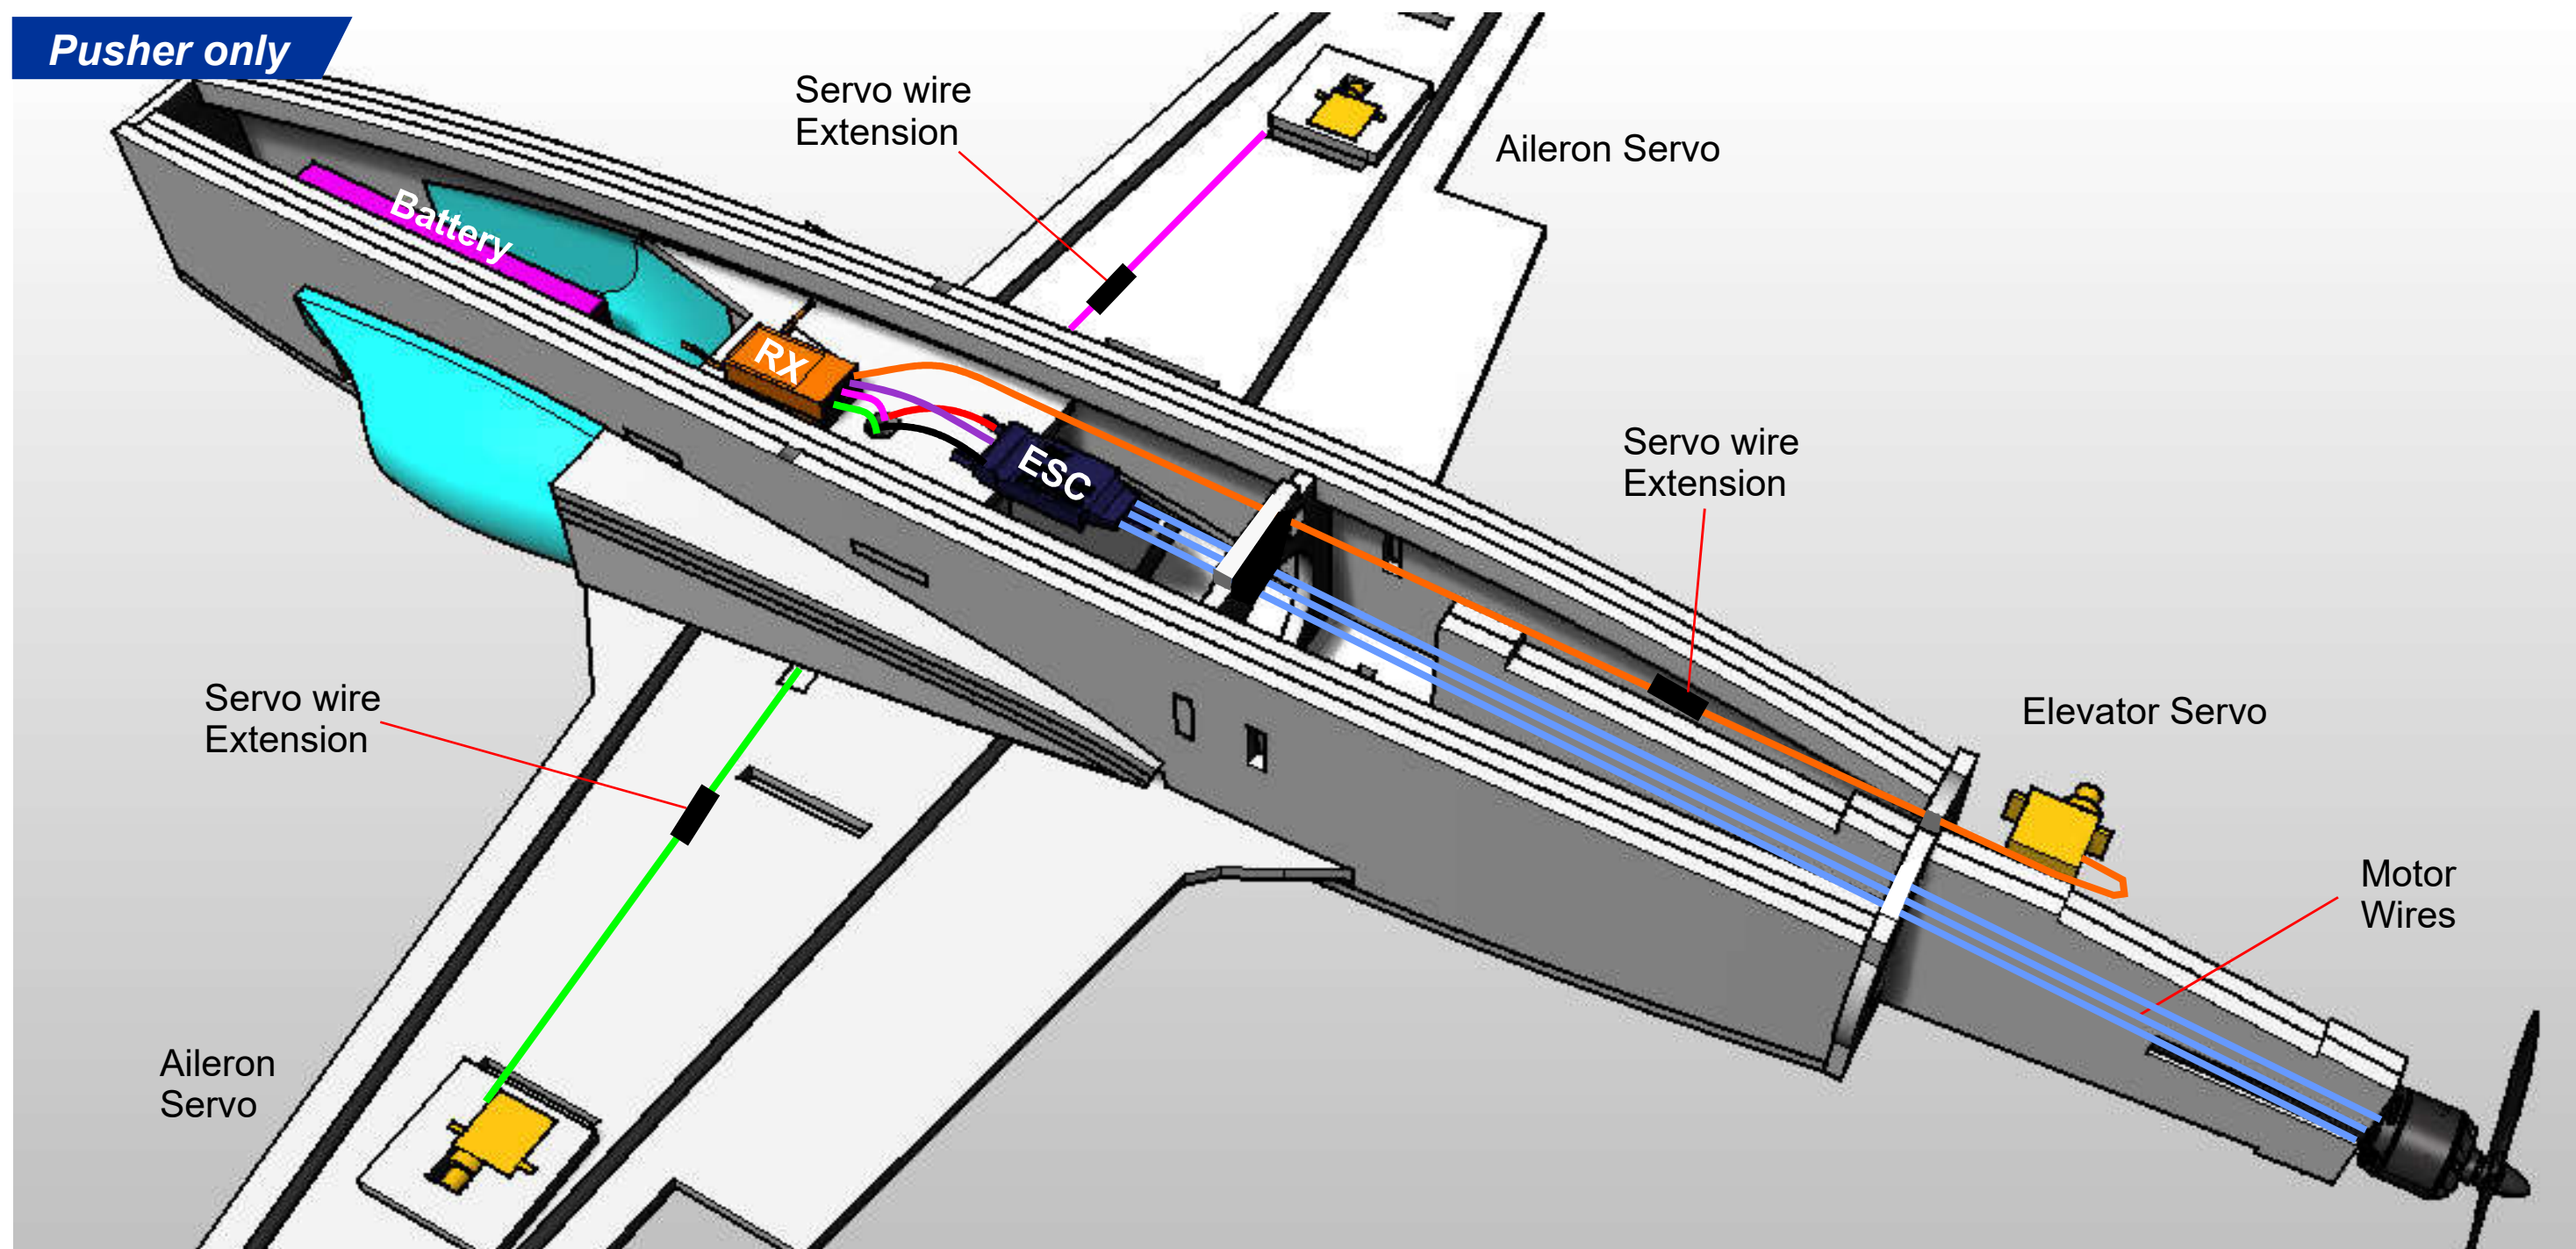 Pusher only
Servo wire
Extension
Aileron Servo
Battery
RX
ESC
Servo wire
Extension
Servo wire
Extension
Elevator Servo
Motor
Wires
Aileron
Servo